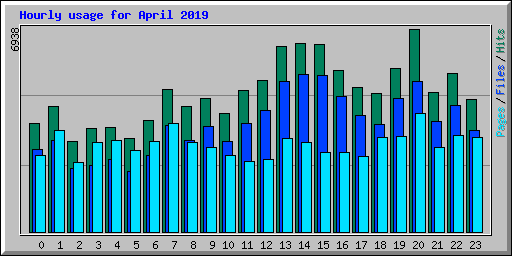 Hourly usage for April 2019
6938
Pages/Files/Hits
0 1 2 3 4 5 6 7 8 9 10 11 12 13 14 15 16 17 18 19 20 21 22 23